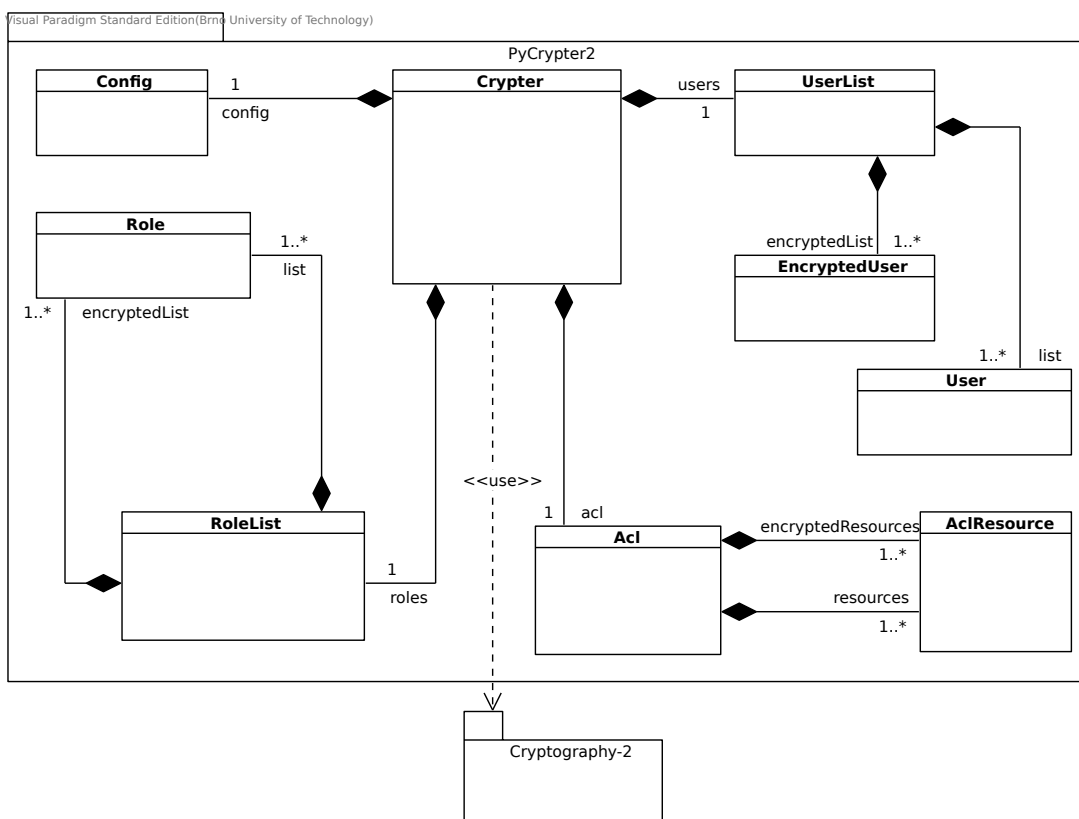 Visual Paradigm Standard Edition(Brno University of Technology)
PyCrypter2
Config
1
config
Crypter
users
1
UserList
Role
1..*
list
encryptedList
1..*
EncryptedUser
1..*
encryptedList
1..*
list
User
<<use>>
RoleList
1
roles
1
acl
Acl
encryptedResources
1..*
resources
1..*
AclResource
Cryptography-2